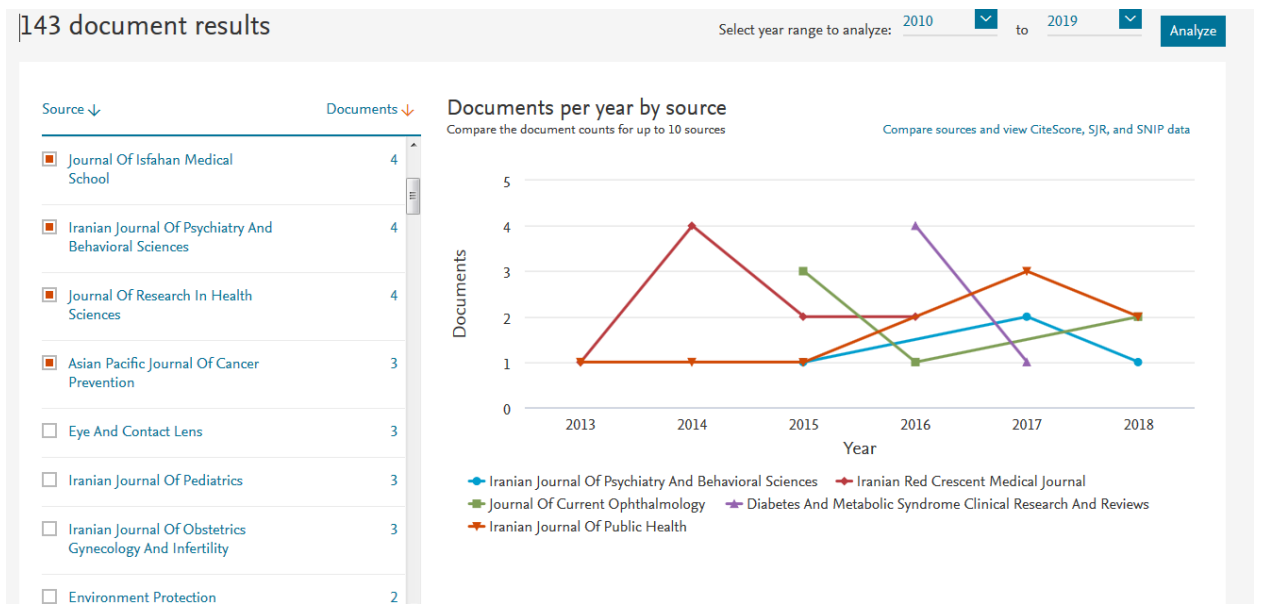 143 document results
Select year range to analyze: 2010 to 2019 Analyze
Source Documents
Journal Of Isfahan Medical 4
School
Iranian Journal Of Psychiatry And 4
Behavioral Sciences
Journal Of Research In Health 4
Sciences
Asian Pacific Journal Of Cancer 3
Prevention
Eye And Contact Lens 3
Iranian Journal Of Pediatrics 3
Iranian Journal Of Obstetrics 3
Gynecology And Infertility
Environment Protection 2
Documents per year by source
Compare the document counts for up to 10 sources
Compare sources and view CiteScore, SJR, and SNIP data
5
4
3
2
1
0
Documents
2013 2014 2015 2016 2017 2018
Year
Iranian Journal Of Psychiatry And Behavioral Sciences Iranian Red Crescent Medical Journal
Journal Of Current Ophthalmology Diabetes And Metabolic Syndrome Clinical Research And Reviews
Iranian Journal Of Public Health